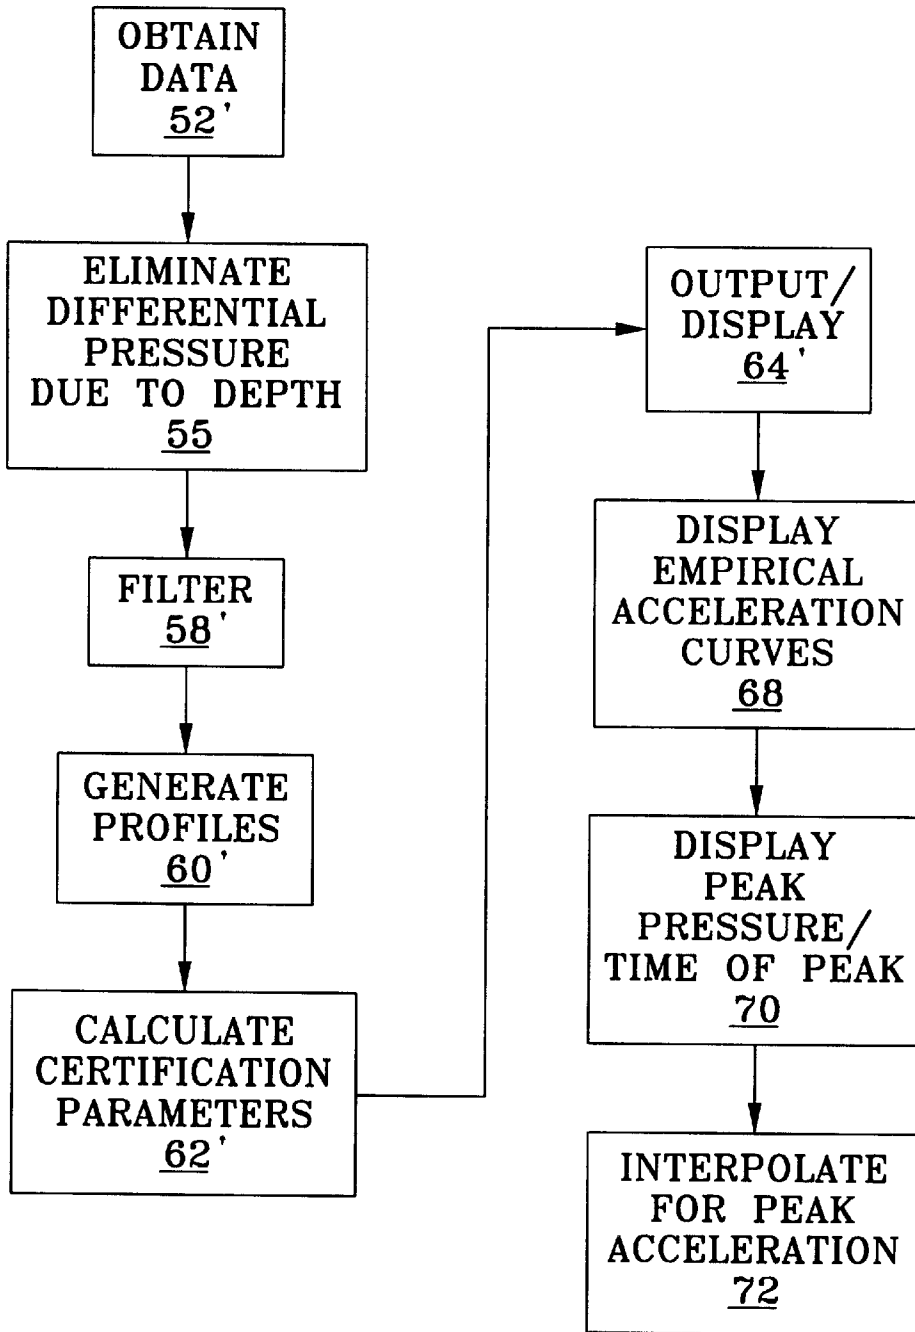 OBTAIN
DATA
52'
ELIMINATE
DIFFERENTIAL
PRESSURE
DUE TO DEPTH
55
FILTER
58'
GENERATE
PROFILES
60'
CALCULATE
CERTIFICATION
PARAMETERS
62'
OUTPUT/
DISPLAY
64'
DISPLAY
EMPIRICAL
ACCELERATION
CURVES
68
DISPLAY
PEAK
PRESSURE/
TIME OF PEAK
70
INTERPOLATE
FOR PEAK
ACCELERATION
72